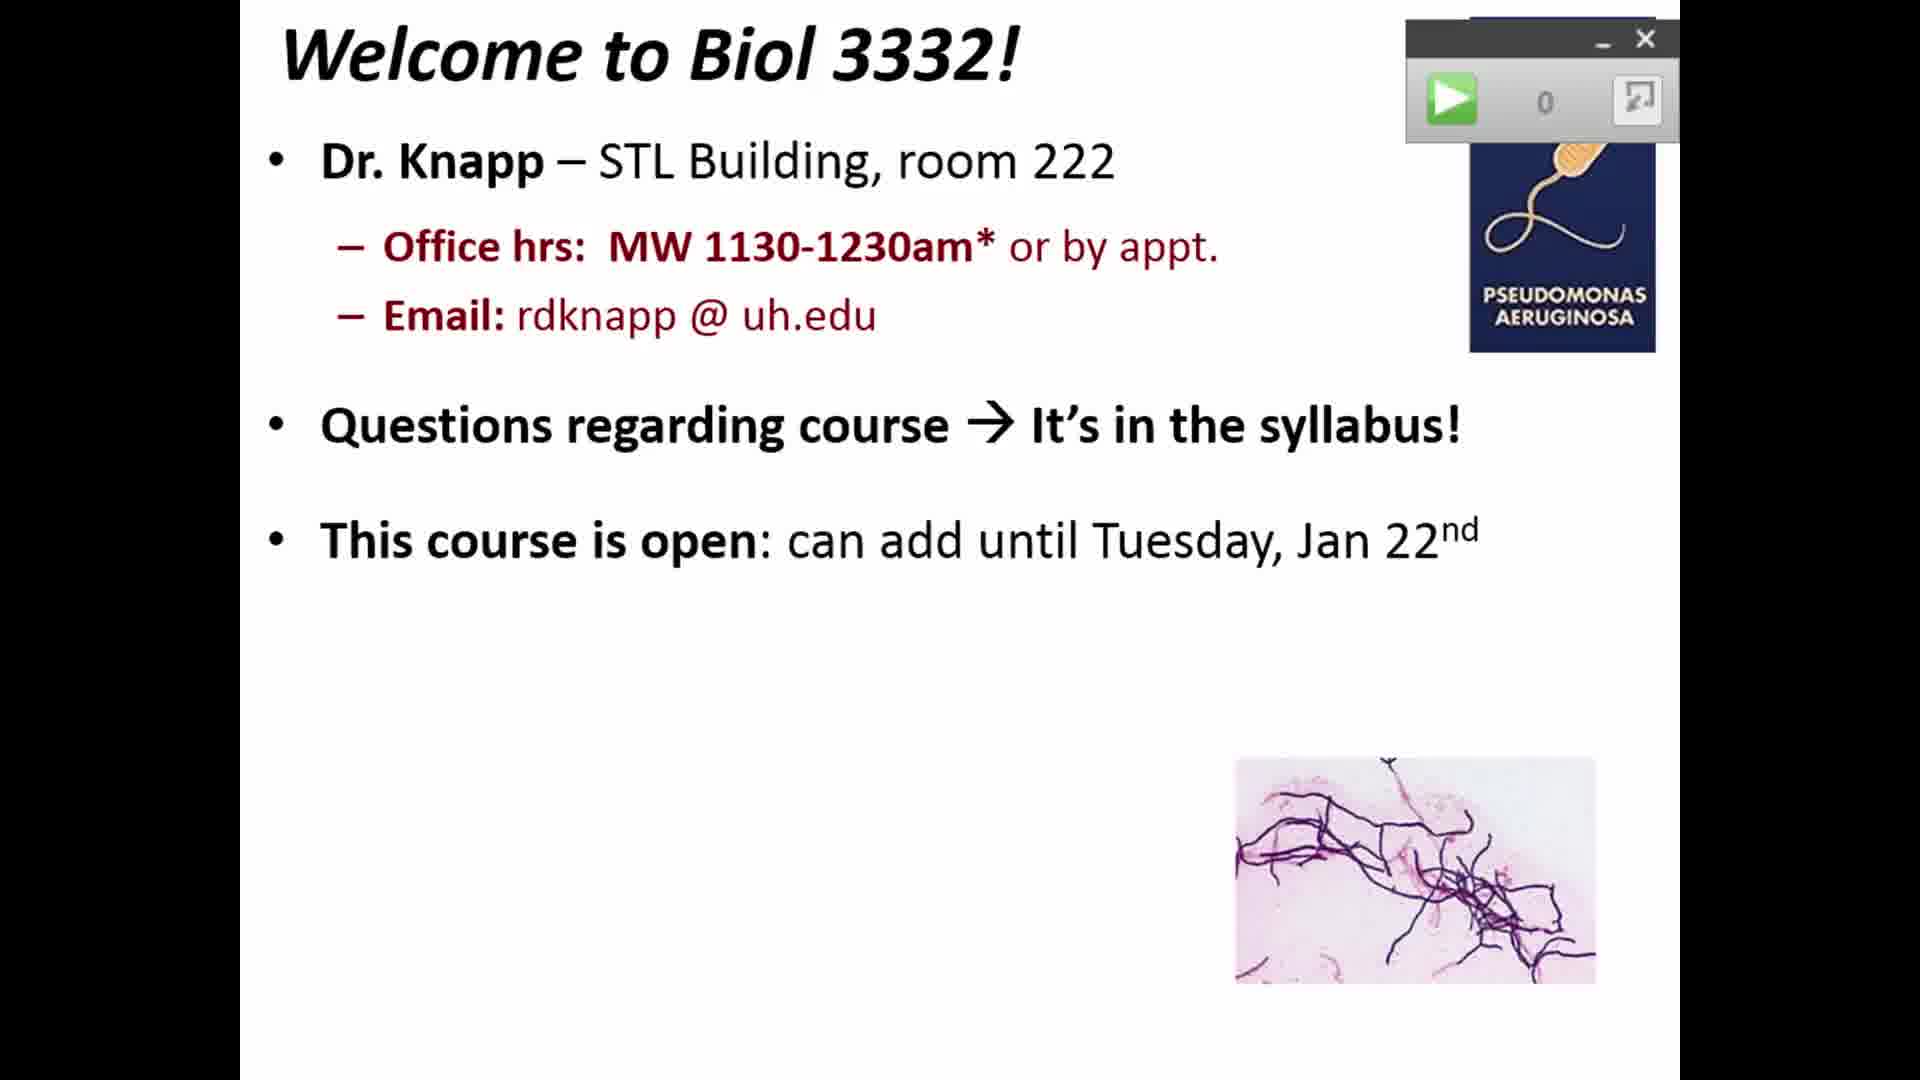 Welcome to Biol 3332!
• Dr. Knapp – STL Building, room 222
– Office hrs: MW 1130-1230am* or by appt.
– Email: rdknapp @ uh.edu
• Questions regarding course → It's in the syllabus!
• This course is open: can add until Tuesday, Jan 22nd
0
PSEUDOMONAS
AERUGINOSA